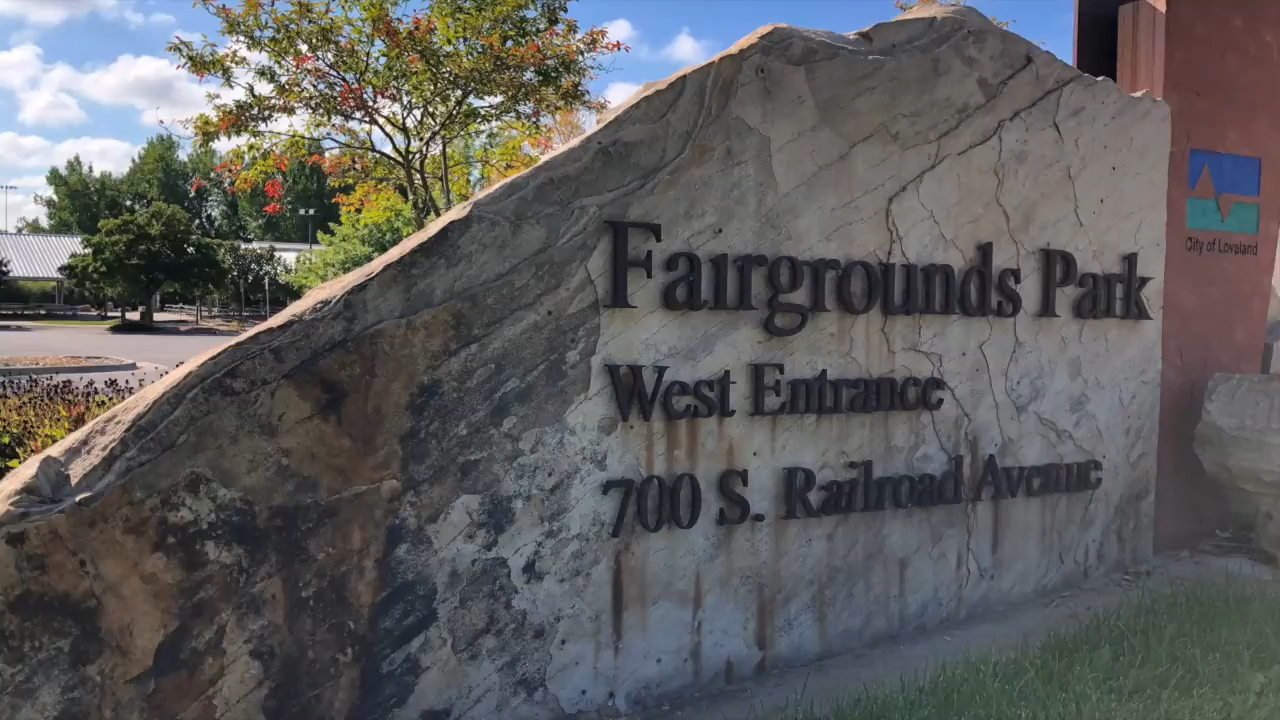 Fairgrounds Park
West Entrance
700 S. Railroad Avenue
City of Loveland